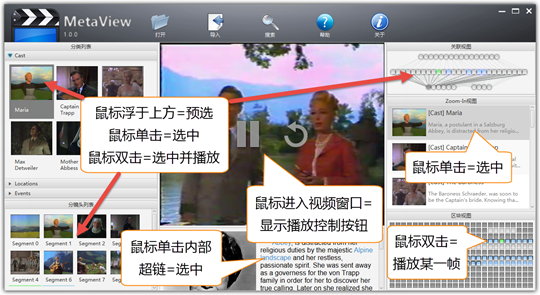 MetaView
1.0.0
打开
导入
搜索
帮助
关于
分类列表
Cast
Maria
Captain
Trapp
Max
Detweiler
Mother
Abbess
Locations
Events
分镜头列表
Segment 0
Segment 1
Segment 2
Segment 4
Segment 5
Segment 6
鼠标浮于上方=预选
鼠标单击=选中
鼠标双击=选中并播放
鼠标进入视频窗口=
显示播放控制按钮
鼠标单击内部
超链=选中
is distracted from her
religious duties by the majestic Alpine
landscape and her restless,
passionate spirit. She was sent away
as a governess for the von Trapp
family in order for her to discover her
true calling. Later on she realized she
关联视图
Zoom-In视图
[Cast] Maria
Maria, a postulant in a Salzburg
Abbey, is distracted from her religio...
[Cast] Captain
[Cast] The Baroness
The Baroness, Schraeder, was soon to
be the Captain's bride. Knowing tha...
鼠标单击=选中
区块视图
鼠标双击=
播放某一帧